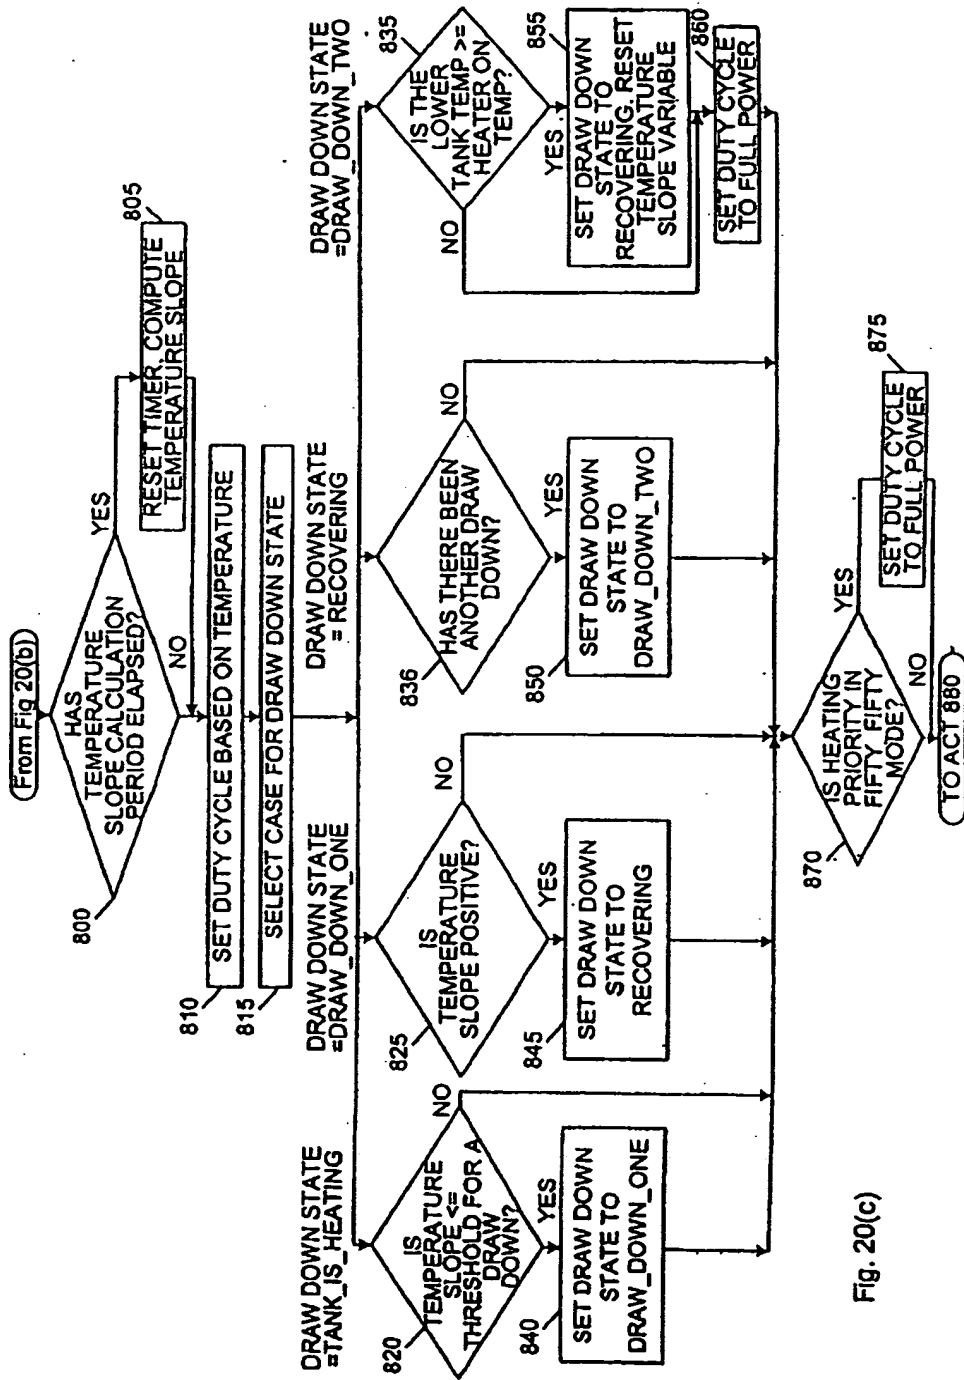 From Fig 20(b)
HAS
TEMPERATURE
SLOPE CALCULATION
PERIOD ELAPSED?
800
YES
NO
RESET TIMER, COMPUTE
TEMPERATURE SLOPE
805
SET DUTY CYCLE BASED ON TEMPERATURE
810
SELECT CASE FOR DRAW DOWN STATE
815
DRAW DOWN STATE
=TANK_IS_HEATING
IS
TEMPERATURE
SLOPE <=
THRESHOLD FOR A
DRAW
DOWN?
820
NO
YES
SET DRAW DOWN
STATE TO
DRAW_DOWN_ONE
840
DRAW DOWN STATE
=DRAW_DOWN_ONE
IS
TEMPERATURE
SLOPE POSITIVE?
825
NO
YES
SET DRAW DOWN
STATE TO
RECOVERING
845
DRAW DOWN STATE
= RECOVERING
HAS THERE BEEN
ANOTHER DRAW
DOWN?
836
NO
YES
SET DRAW DOWN
STATE TO
DRAW_DOWN_TWO
850
DRAW DOWN STATE
=DRAW_DOWN_TWO
IS THE
LOWER
TANK TEMP >=
HEATER ON
TEMP?
835
NO
YES
SET DRAW DOWN
STATE TO
RECOVERING. RESET
TEMPERATURE
SLOPE VARIABLE
855
SET DUTY CYCLE
TO FULL POWER
860
IS HEATING
PRIORITY IN
FIFTY_FIFTY
MODE?
870
YES
NO
SET DUTY CYCLE
TO FULL POWER
875
TO ACT 880
Fig. 20(c)